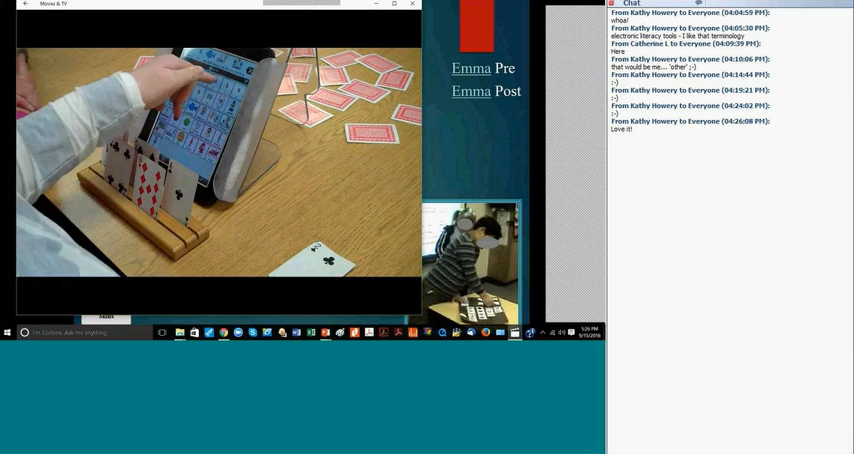 Movies & TV
Emma Pre
Emma Post
Skills
2
I'm Cortana. Ask me anything.
5:26 PM
9/15/2016
Chat
From Kathy Howery to Everyone (04:04:59 PM):
whoa!
From Kathy Howery to Everyone (04:05:30 PM):
electronic literacy tools - I like that terminology
From Catherine L to Everyone (04:09:39 PM):
Here
From Kathy Howery to Everyone (04:10:06 PM):
that would be me... 'other' ;-)
From Kathy Howery to Everyone (04:14:44 PM):
:-)
From Kathy Howery to Everyone (04:19:21 PM):
:-)
From Kathy Howery to Everyone (04:24:02 PM):
:-)
From Kathy Howery to Everyone (04:26:08 PM):
Love it!